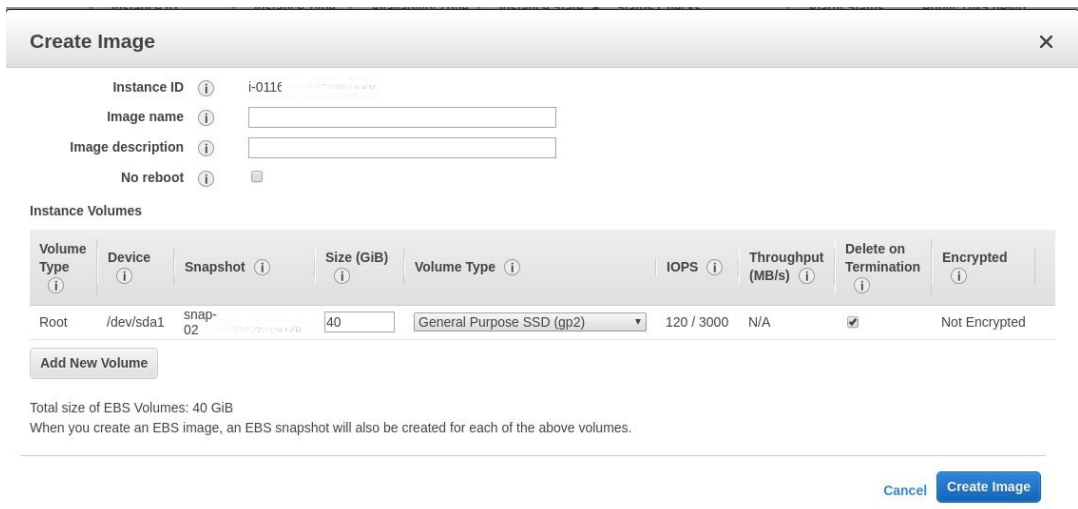 Create Image
Instance ID i-0116
Image name
Image description
No reboot
Instance Volumes
Volume Type Device Snapshot Size (GiB) Volume Type IOPS Throughput (MB/s) Delete on Termination Encrypted
Root /dev/sda1 snap-02 40 General Purpose SSD (gp2) 120 / 3000 N/A Not Encrypted
Add New Volume
Total size of EBS Volumes: 40 GiB
When you create an EBS image, an EBS snapshot will also be created for each of the above volumes.
Cancel Create Image